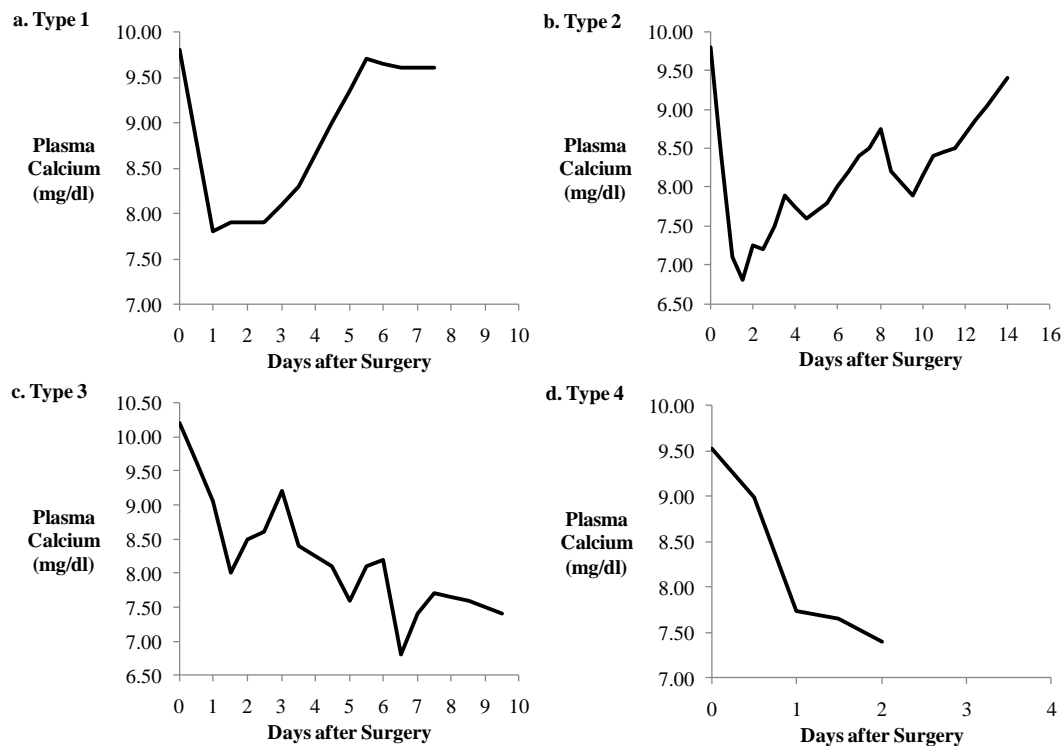 a. Type 1
10.00
9.50
9.00
8.50
8.00
7.50
7.00
Plasma
Calcium
(mg/dl)
0 1 2 3 4 5 6 7 8 9 10
Days after Surgery
b. Type 2
10.00
9.50
9.00
8.50
8.00
7.50
7.00
6.50
Plasma
Calcium
(mg/dl)
0 2 4 6 8 10 12 14 16
Days after Surgery
c. Type 3
10.50
10.00
9.50
9.00
8.50
8.00
7.50
7.00
6.50
Plasma
Calcium
(mg/dl)
0 1 2 3 4 5 6 7 8 9 10
Days after Surgery
d. Type 4
10.00
9.50
9.00
8.50
8.00
7.50
7.00
Plasma
Calcium
(mg/dl)
0 1 2 3 4
Days after Surgery